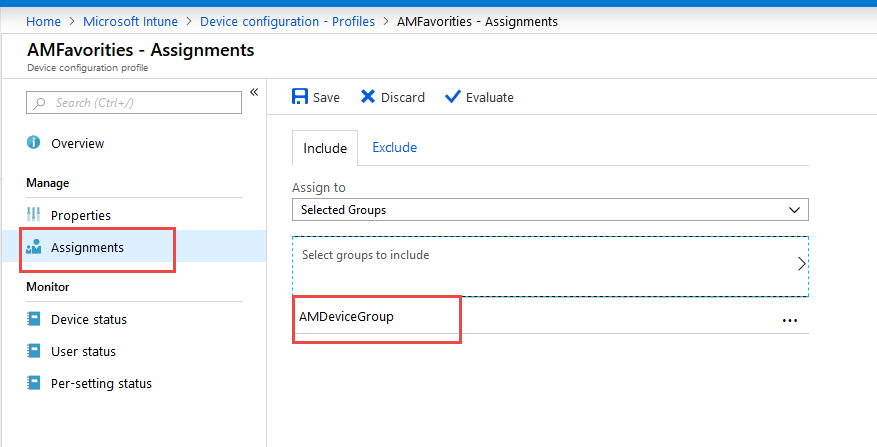 Home > Microsoft Intune > Device configuration - Profiles > AMFavorities - Assignments
AMFavorities - Assignments
Device configuration profile
Search (Ctrl+/)
«
Overview
Manage
Properties
Assignments
Monitor
Device status
User status
Per-setting status
Save Discard Evaluate
Include Exclude
Assign to
Selected Groups
Select groups to include
AMDeviceGroup ...